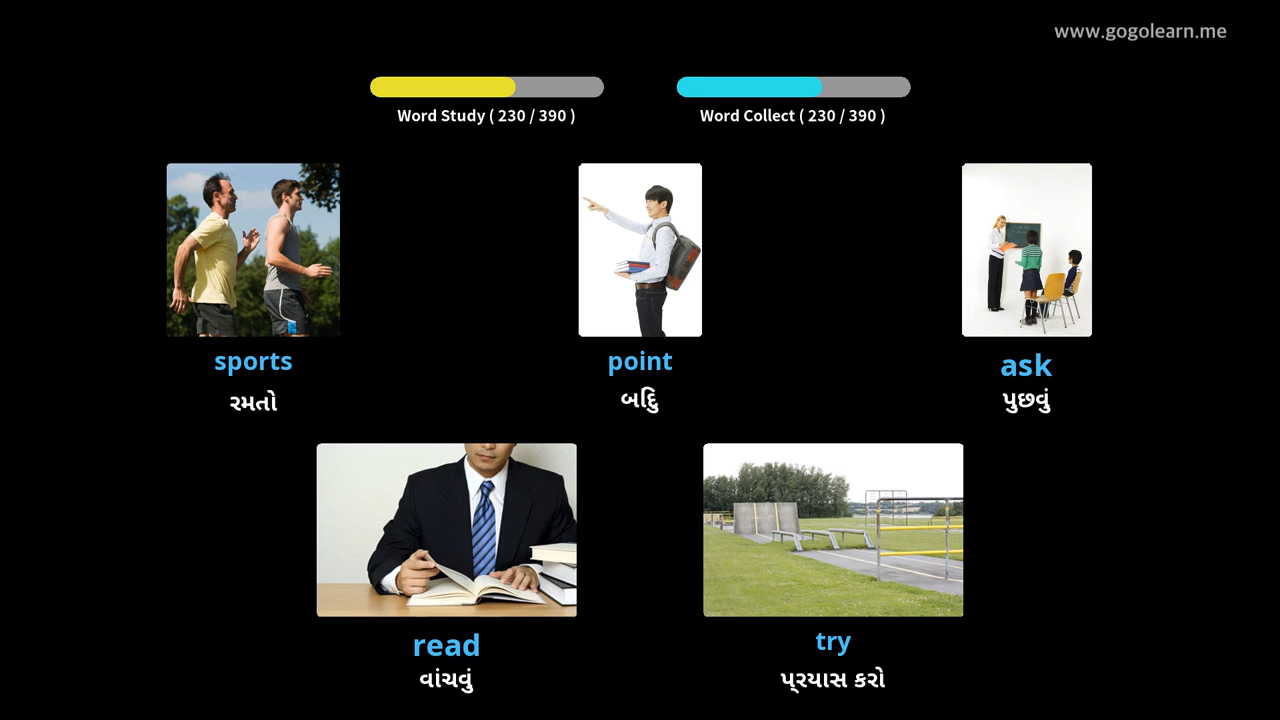 www.gogolearn.me
Word Study ( 230 / 390 )
Word Collect ( 230 / 390 )
sports
point
ask
રમતો
બિંદુ
પુછવું
read
try
વાંચવું
પ્રયાસ કરો